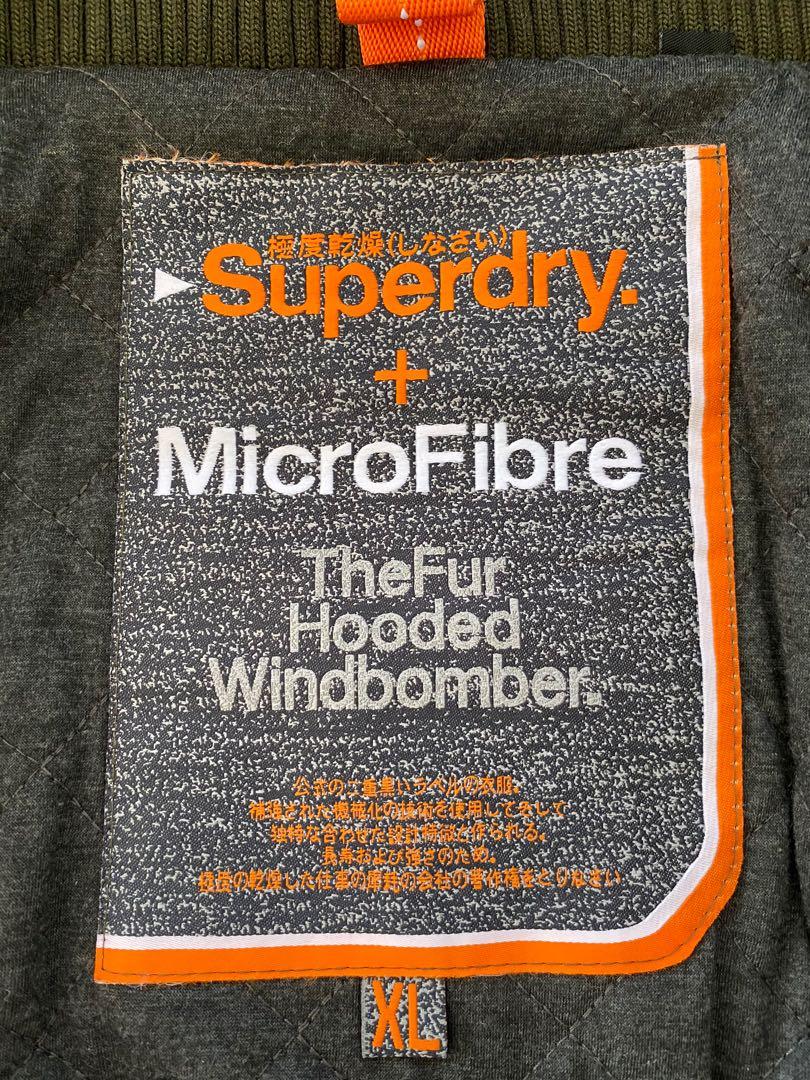 極度乾燥(しなさい)
Superdry.
+
MicroFibre
TheFur
Hooded
Windbomber.
公式の二重黒いラベルの衣服。
補強された機械化の技術を使用してそして
独特な合わせた設計特徴と作られる。
長寿および強さのため。
極度の乾燥した仕事の の会社の著作権をとりなさい
XL